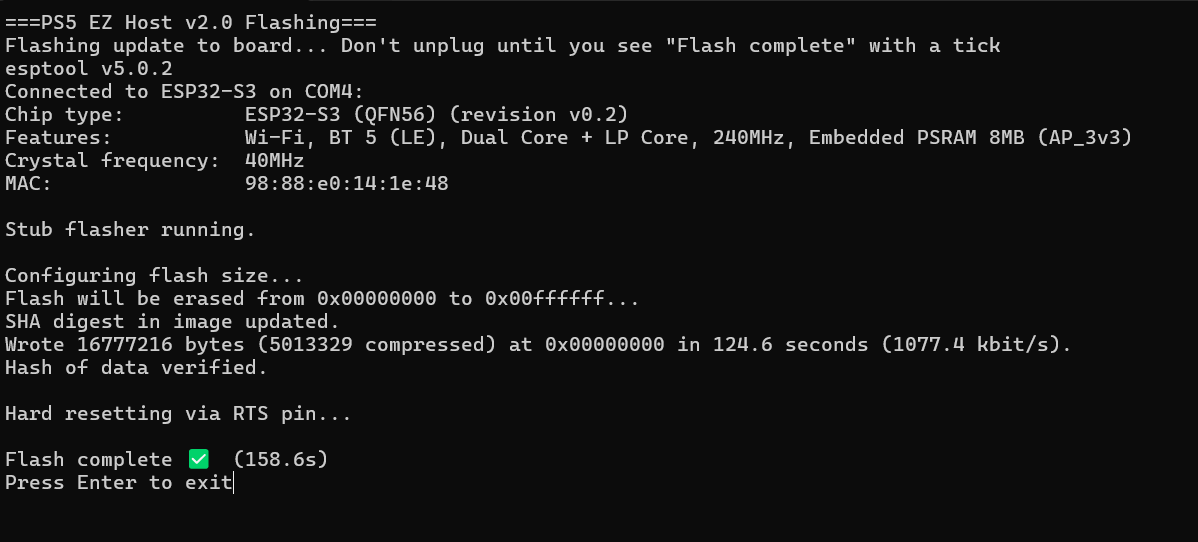 ===PS5 EZ Host v2.0 Flashing===
Flashing update to board... Don't unplug until you see "Flash complete" with a tick
esptool v5.0.2
Connected to ESP32-S3 on COM4:
Chip type:          ESP32-S3 (QFN56) (revision v0.2)
Features:           Wi-Fi, BT 5 (LE), Dual Core + LP Core, 240MHz, Embedded PSRAM 8MB (AP_3v3)
Crystal frequency:  40MHz
MAC:                98:88:e0:14:1e:48

Stub flasher running.

Configuring flash size...
Flash will be erased from 0x00000000 to 0x00ffffff...
SHA digest in image updated.
Wrote 16777216 bytes (5013329 compressed) at 0x00000000 in 124.6 seconds (1077.4 kbit/s).
Hash of data verified.

Hard resetting via RTS pin...

Flash complete ✅  (158.6s)
Press Enter to exit